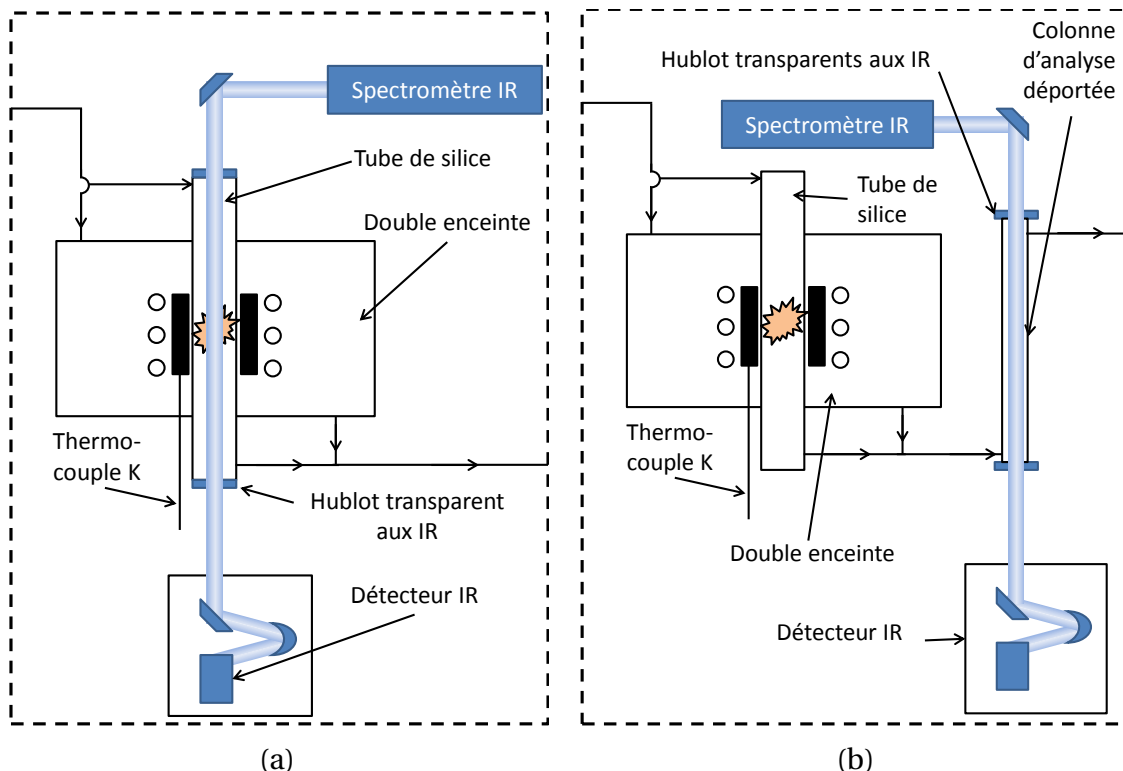 Spectromètre IR
Tube de silice
Double enceinte
Thermo-
couple K
Hublot transparent
aux IR
Détecteur IR
(a)
Colonne
d'analyse
déportée
Hublot transparents aux IR
Spectromètre IR
Tube de
silice
Thermo-
couple K
Double enceinte
Détecteur IR
(b)